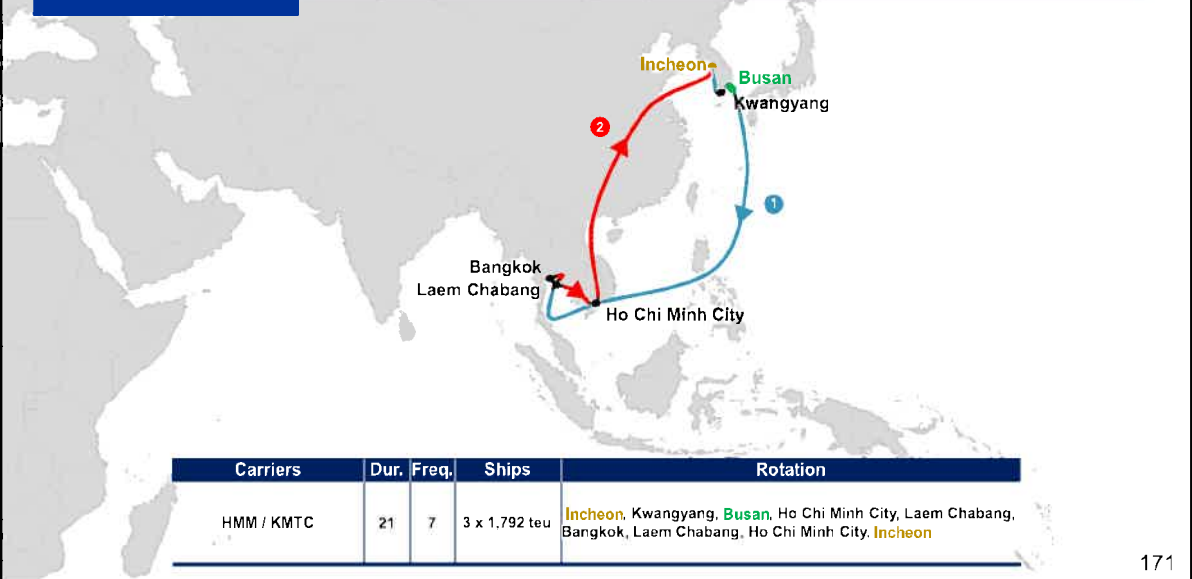 Incheon
Busan
Kwangyang
2
1
Bangkok
Laem Chabang
Ho Chi Minh City
Carriers Dur. Freq. Ships Rotation
HMM / KMTC 21 7 3 x 1,792 teu Incheon, Kwangyang, Busan, Ho Chi Minh City, Laem Chabang,
Bangkok, Laem Chabang, Ho Chi Minh City. Incheon
171